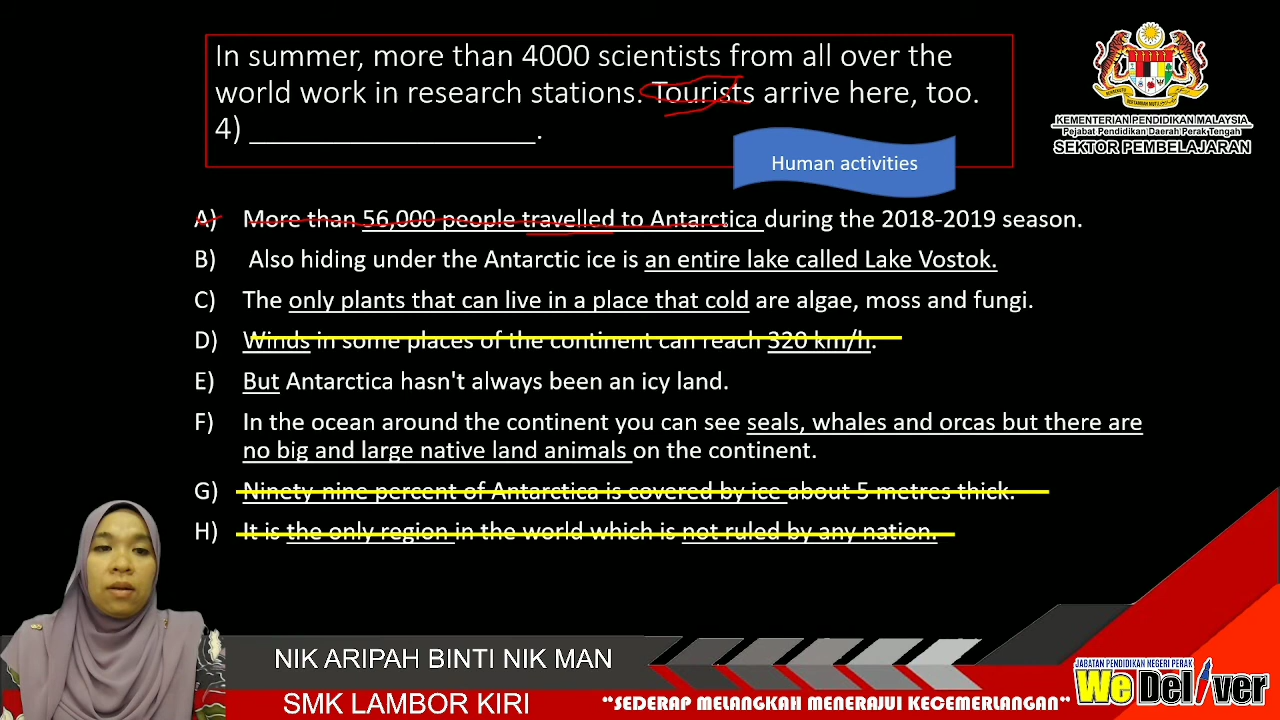 In summer, more than 4000 scientists from all over the
world work in research stations. Tourists arrive here, too.
4) ____________________.
Human activities
KEMENTERIAN PENDIDIKAN MALAYSIA
Pejabat Pendidikan Daerah Perak Tengah
SEKTOR PEMBELAJARAN
A) More than 56,000 people travelled to Antarctica during the 2018-2019 season.
B) Also hiding under the Antarctic ice is an entire lake called Lake Vostok.
C) The only plants that can live in a place that cold are algae, moss and fungi.
D) Winds in some places of the continent can reach 320 km/h.
E) But Antarctica hasn't always been an icy land.
F) In the ocean around the continent you can see seals, whales and orcas but there are
no big and large native land animals on the continent.
G) Ninety-nine percent of Antarctica is covered by ice about 5 metres thick.
H) It is the only region in the world which is not ruled by any nation.
NIK ARIPAH BINTI NIK MAN
SMK LAMBOR KIRI
"SEDERAP MELANGKAH MENERAJUI KECEMERLANGAN"
JABATAN PENDIDIKAN NEGERI PERAK
We Deliver